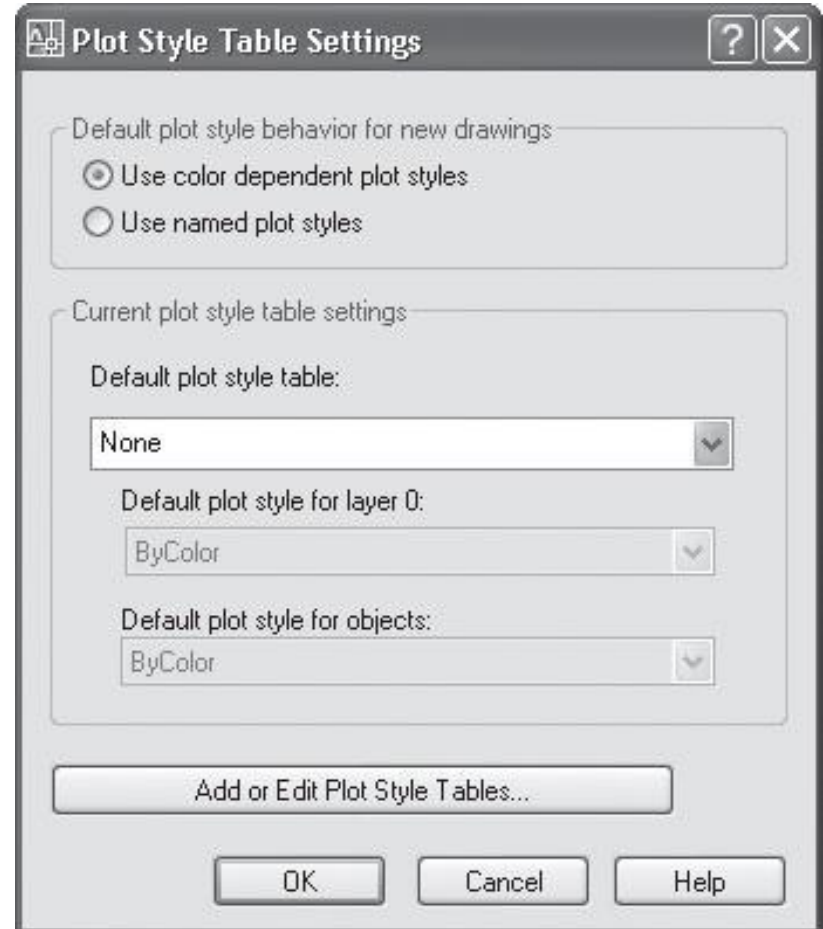 Plot Style Table Settings
Default plot style behavior for new drawings
Use color dependent plot styles
Use named plot styles
Current plot style table settings
Default plot style table:
None
Default plot style for layer 0:
ByColor
Default plot style for objects:
ByColor
Add or Edit Plot Style Tables...
OK Cancel Help